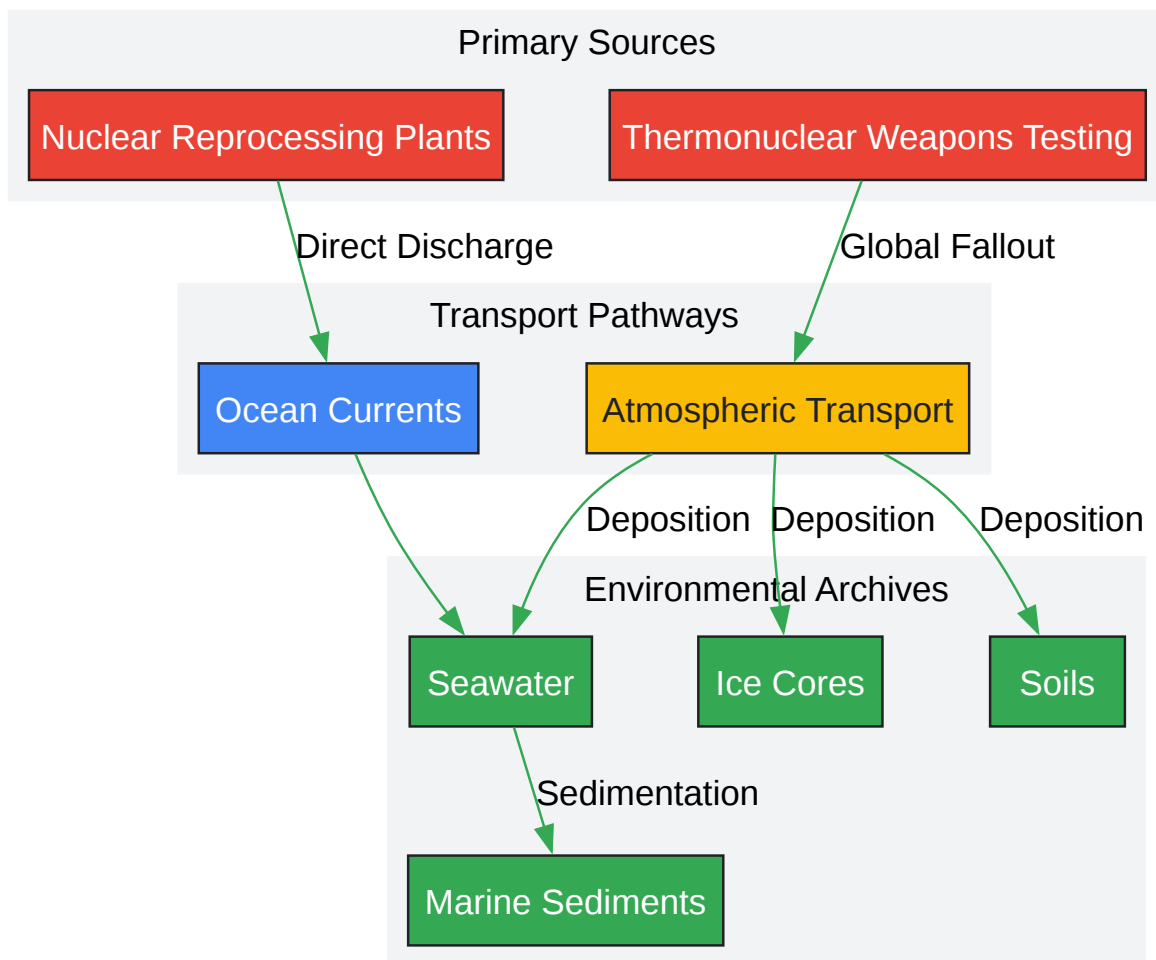 Primary Sources
Nuclear Reprocessing Plants
Thermonuclear Weapons Testing
Direct Discharge
Global Fallout
Transport Pathways
Ocean Currents
Atmospheric Transport
Deposition
Deposition
Deposition
Environmental Archives
Seawater
Ice Cores
Soils
Sedimentation
Marine Sediments